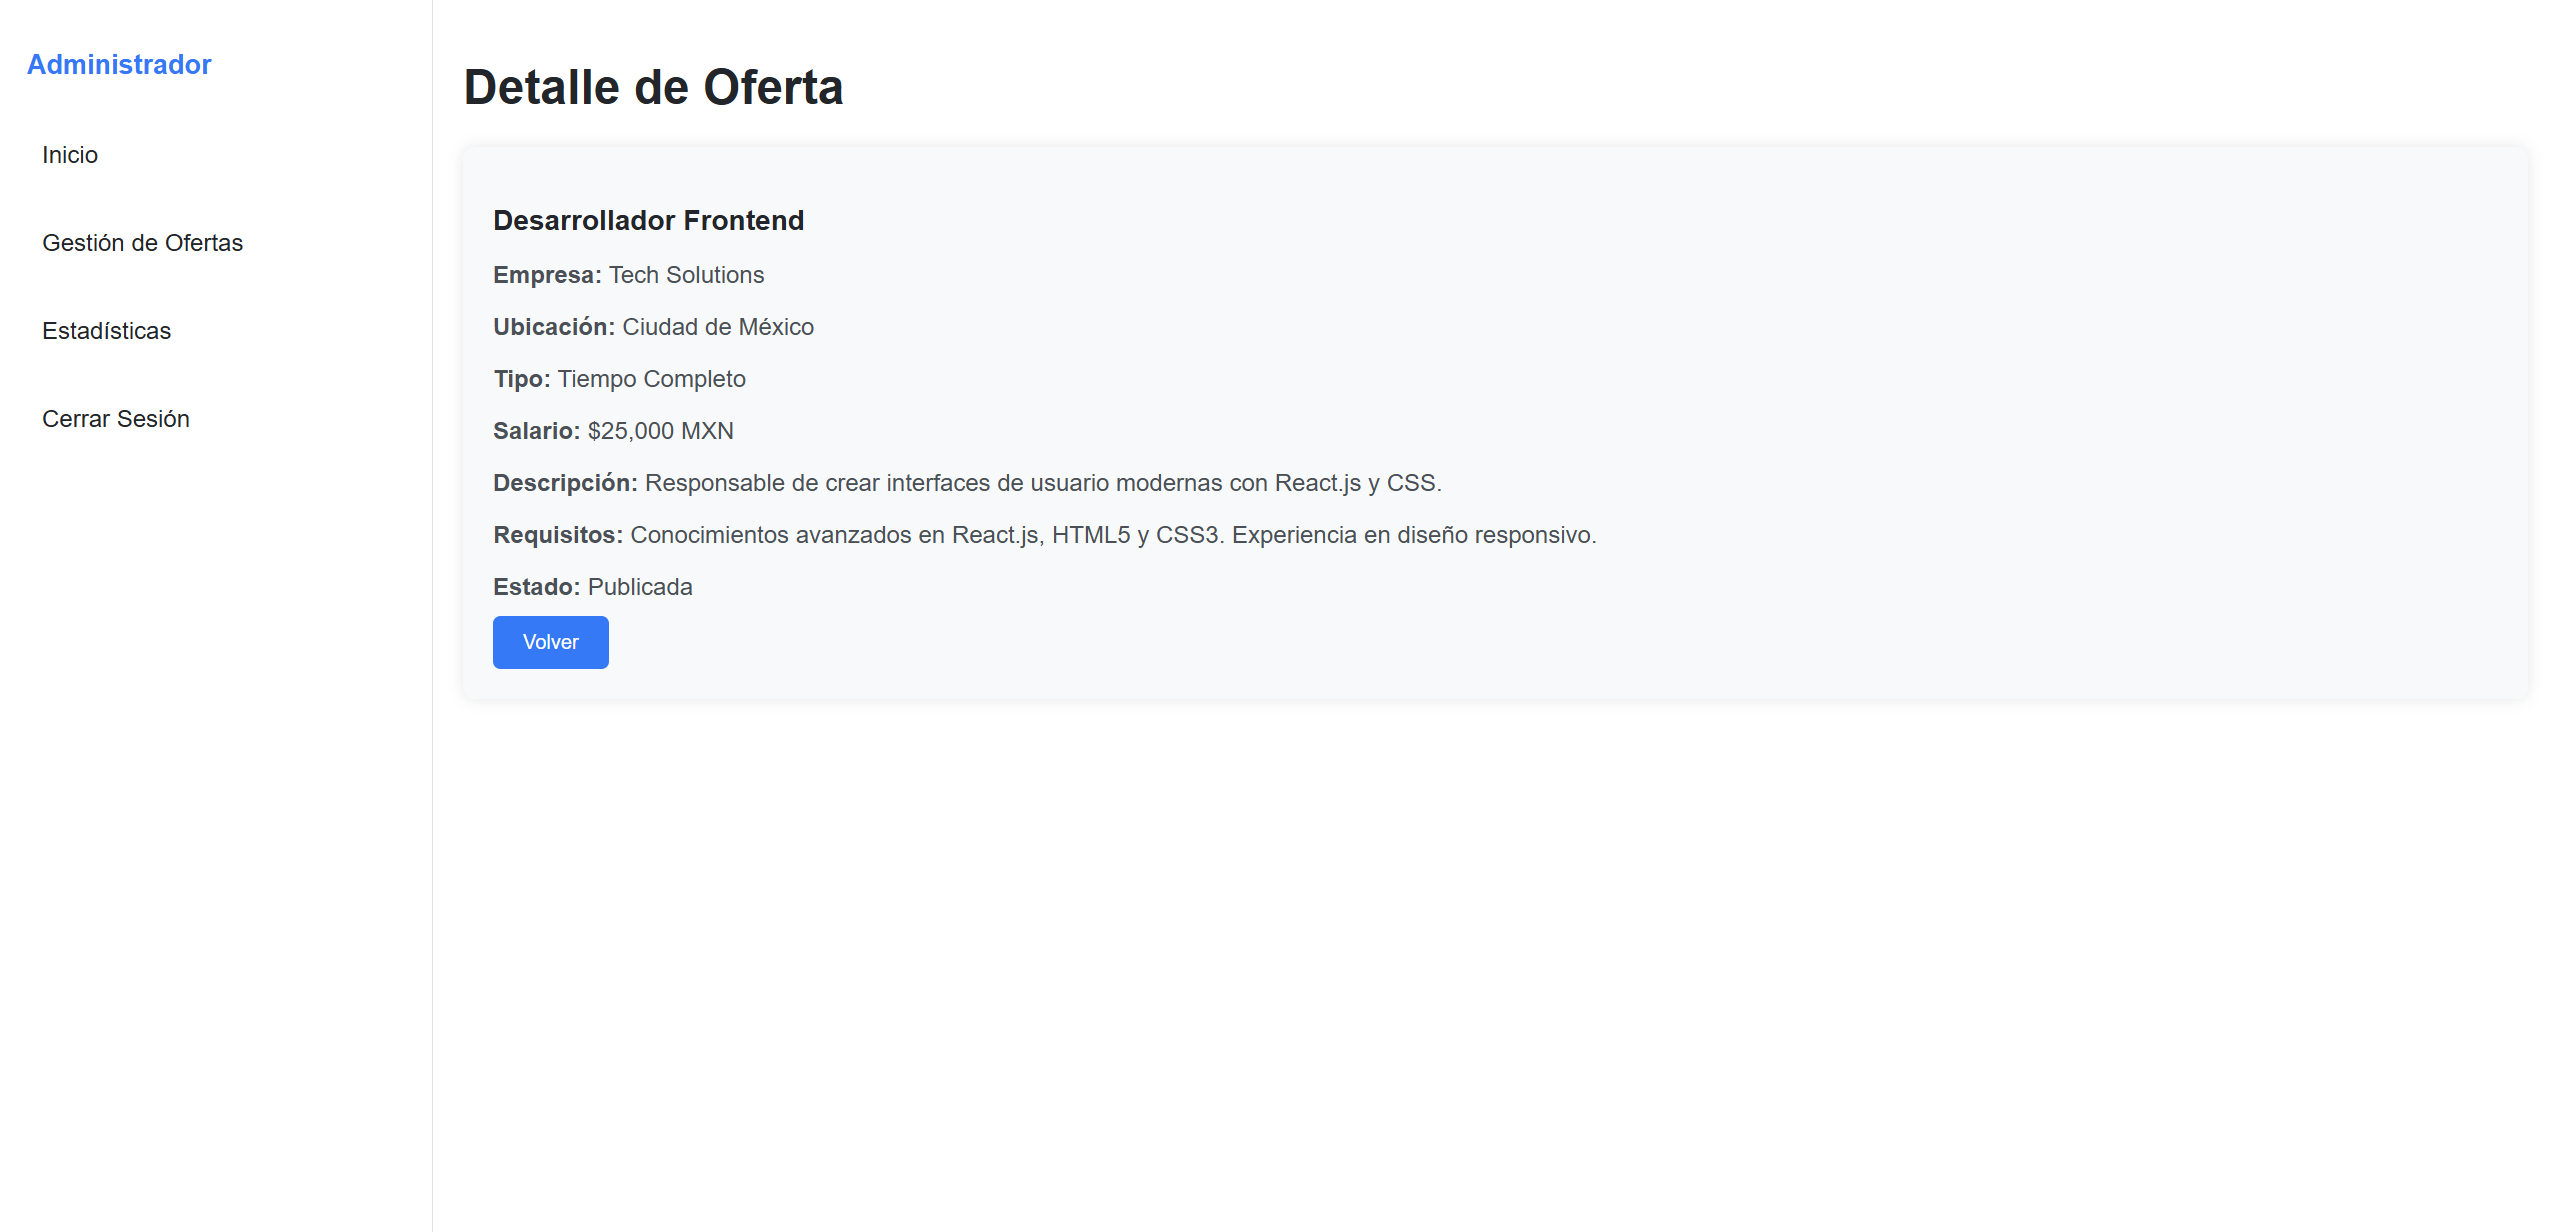 Administrador
Inicio
Gestión de Ofertas
Estadísticas
Cerrar Sesión
Detalle de Oferta
Desarrollador Frontend
Empresa: Tech Solutions
Ubicación: Ciudad de México
Tipo: Tiempo Completo
Salario: $25,000 MXN
Descripción: Responsable de crear interfaces de usuario modernas con React.js y CSS.
Requisitos: Conocimientos avanzados en React.js, HTML5 y CSS3. Experiencia en diseño responsivo.
Estado: Publicada
Volver